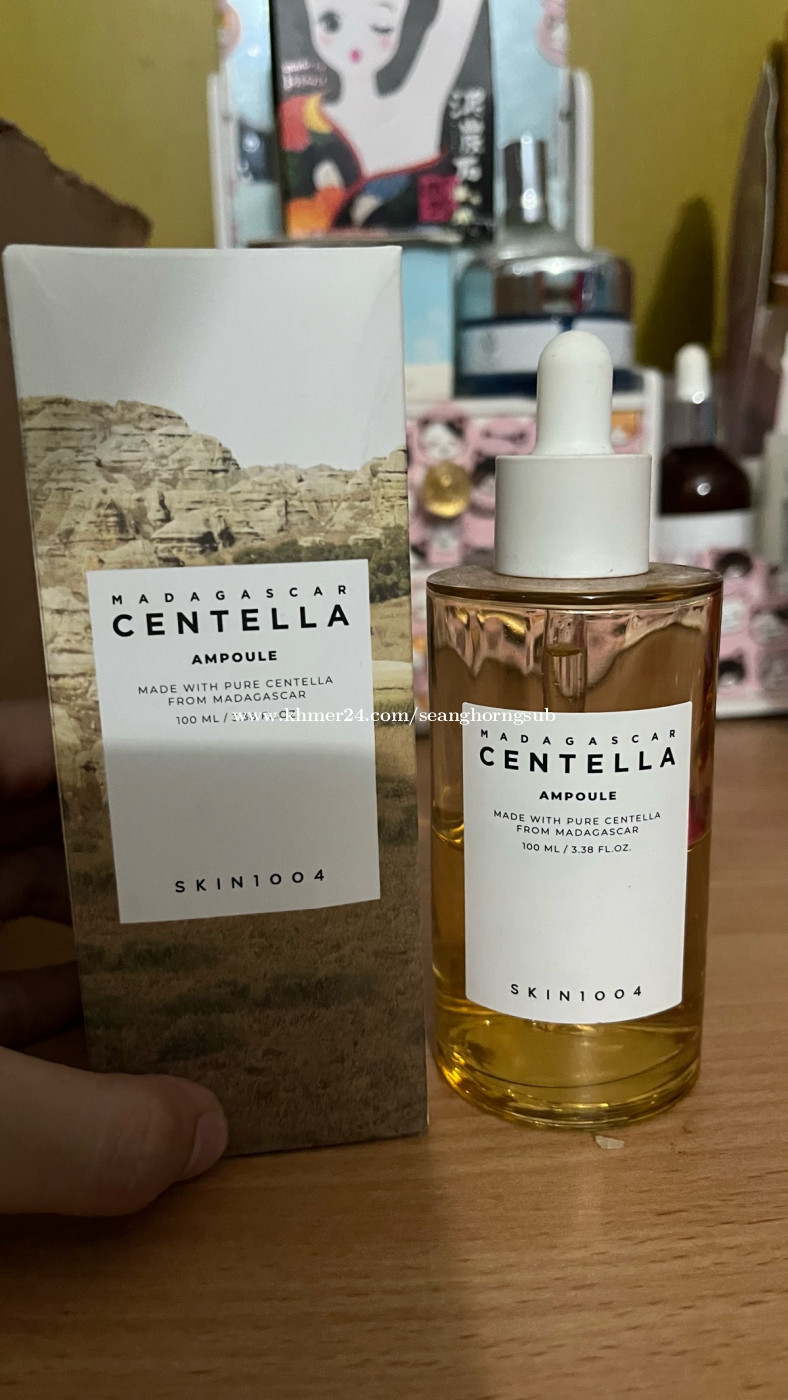 MADAGASCAR
CENTELLA
AMPOULE
MADE WITH PURE CENTELLA
FROM MADAGASCAR
100 ML /
SKIN1004
www.khmer24.com/seanghorngsub
MADAGASCAR
CENTELLA
AMPOULE
MADE WITH PURE CENTELLA
FROM MADAGASCAR
100 ML / 3.38 FL.OZ.
SKIN1004